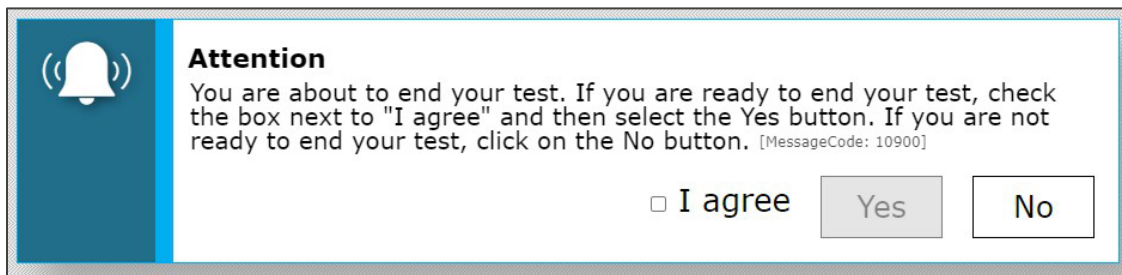 Attention
You are about to end your test. If you are ready to end your test, check
the box next to "I agree" and then select the Yes button. If you are not
ready to end your test, click on the No button. [MessageCode: 10900]
I agree Yes No